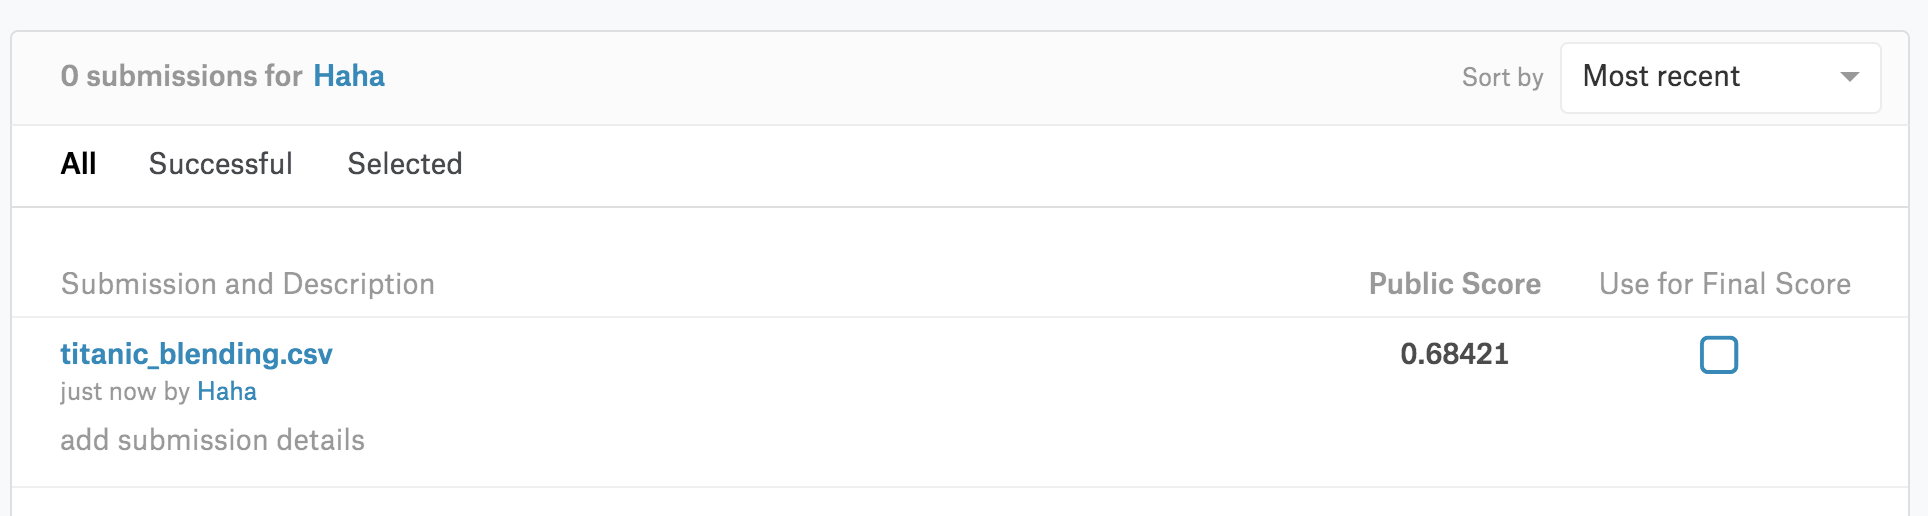 0 submissions for Haha
Sort by Most recent
All Successful Selected
Submission and Description Public Score Use for Final Score
titanic_blending.csv 0.68421
just now by Haha
add submission details